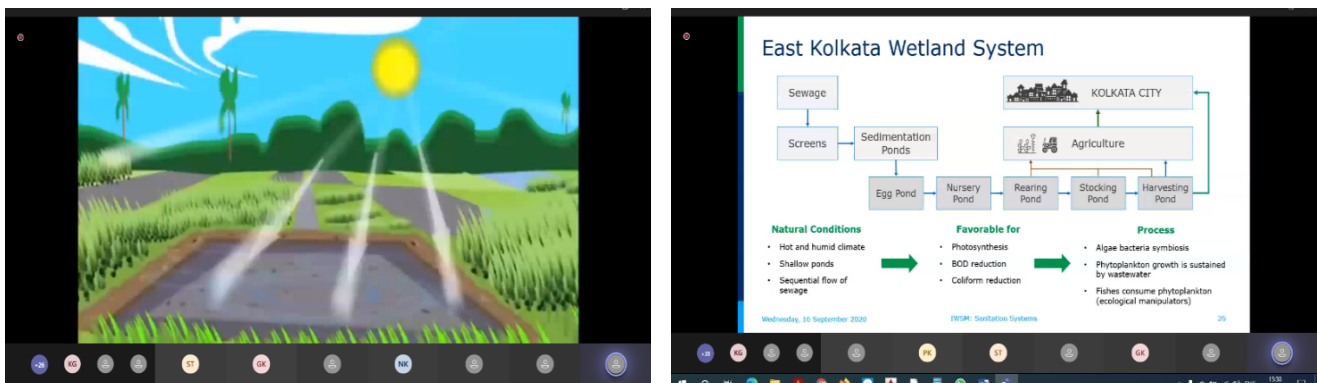 +26
KG
ST
GK
NK
East Kolkata Wetland System
Sewage
KOLKATA CITY
Screens
Sedimentation
Ponds
Agriculture
Egg Pond
Nursery
Pond
Rearing
Pond
Stocking
Pond
Harvesting
Pond
Natural Conditions
• Hot and humid climate
• Shallow ponds
• Sequential flow of
sewage
Favorable for
• Photosynthesis
• BOD reduction
• Coliform reduction
Process
• Algae bacteria symbiosis
• Phytoplankton growth is sustained
by wastewater
• Fishes consume phytoplankton
(ecological manipulators)
Wednesday, 10 September 2020
IWSM: Sanitation Systems
KG
PK
ST
GK